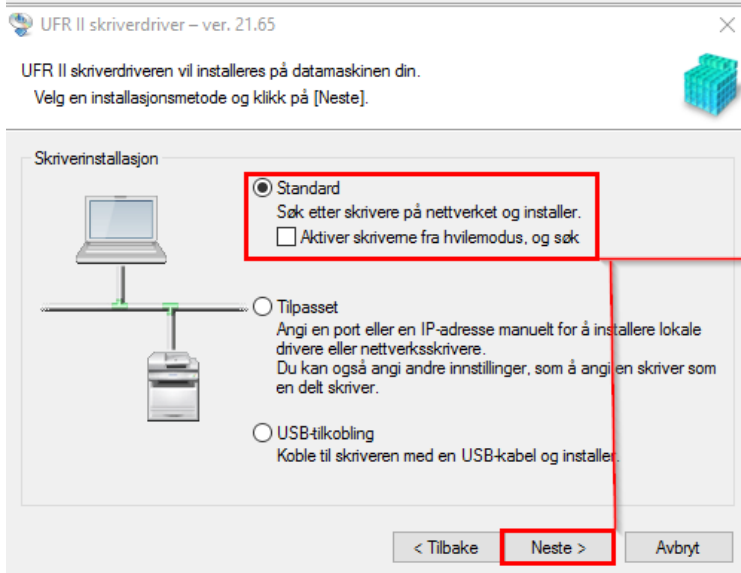 UFR II skriverdriver – ver. 21.65
UFR II skriverdriveren vil installeres på datamaskinen din.
Velg en installasjonsmetode og klikk på [Neste].
Skriverinstallasjon
Standard
Søk etter skrivere på nettverket og installer.
Aktiver skriverne fra hvilemodus, og søk
Tilpasset
Angi en port eller en IP-adresse manuelt for å installere lokale
drivere eller nettverksskrivere.
Du kan også angi andre innstillinger, som å angi en skriver som
en delt skriver.
USB-tilkobling
Koble til skriveren med en USB-kabel og installer.
< Tilbake
Neste >
Avbryt